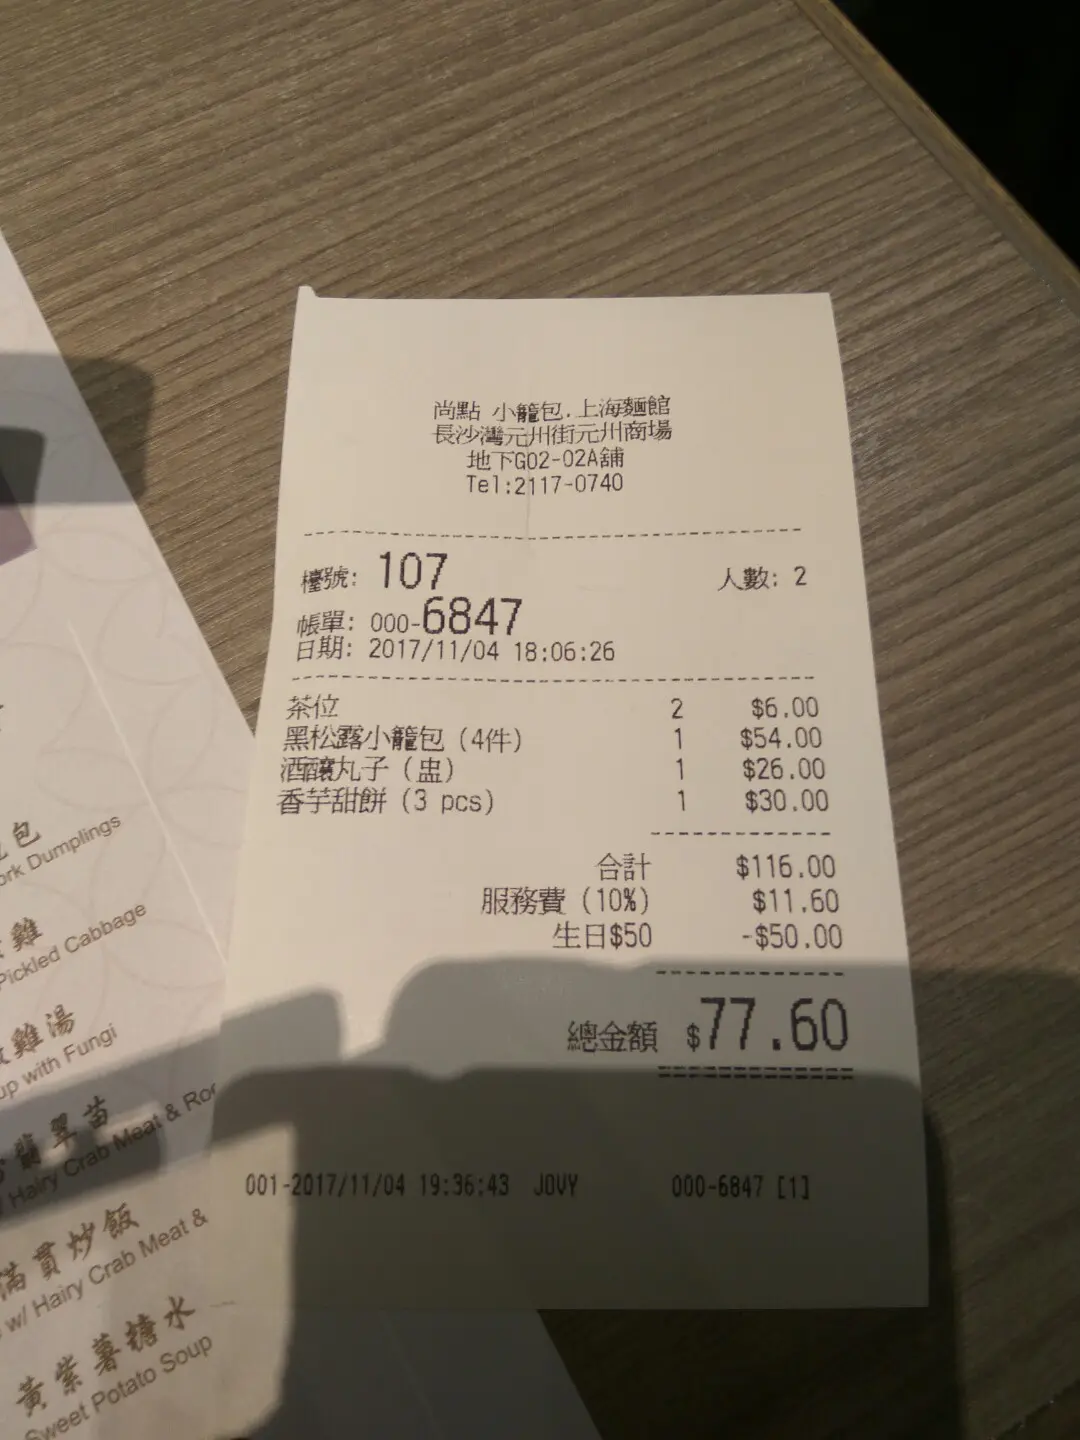 尚點 小籠包.上海麵館
長沙灣元州街元州商場
地下G02-02A舖
Tel:2117-0740
檯號: 107 人數: 2
帳單: 000-6847
日期: 2017/11/04 18:06:26
茶位 2 $6.00
黑松露小籠包 (4件) 1 $54.00
酒釀丸子 (盅) 1 $26.00
香芋甜餅 (3 pcs) 1 $30.00
合計 $116.00
服務費 (10%) $11.60
生日$50 -$50.00
總金額 $77.60
001-2017/11/04 19:36:43 JOVY 000-6847 [1]
包
Dumplings
雞
Pickled Cabbage
雞湯
with Fungi
翡翠苗
Hairy Crab Meat &
滿貫炒飯
w/ Hairy Crab Meat &
黃紫薯糖水
Sweet Potato Soup